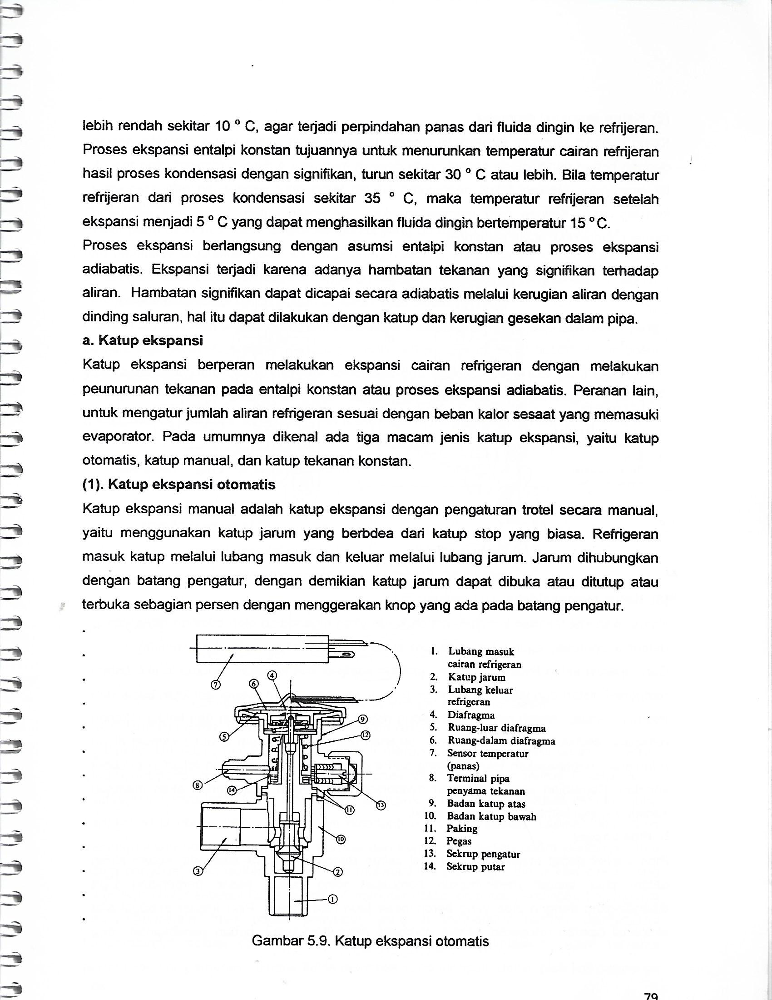 lebih rendah sekitar 10 ° C, agar terjadi perpindahan panas dari fluida dingin ke refrijeran.
Proses ekspansi entalpi konstan tujuannya untuk menurunkan temperatur cairan refrijeran
hasil proses kondensasi dengan signifikan, turun sekitar 30 ° C atau lebih. Bila temperatur
refrijeran dari proses kondensasi sekitar 35 ° C, maka temperatur refrijeran setelah
ekspansi menjadi 5 ° C yang dapat menghasilkan fluida dingin bertemperatur 15 °C.
Proses ekspansi berlangsung dengan asumsi entalpi konstan atau proses ekspansi
adiabatis. Ekspansi terjadi karena adanya hambatan tekanan yang signifikan terhadap
aliran. Hambatan signifikan dapat dicapai secara adiabatis melalui kerugian aliran dengan
dinding saluran, hal itu dapat dilakukan dengan katup dan kerugian gesekan dalam pipa.
a. Katup ekspansi
Katup ekspansi berperan melakukan ekspansi cairan refrigeran dengan melakukan
peunurunan tekanan pada entalpi konstan atau proses ekspansi adiabatis. Peranan lain,
untuk mengatur jumlah aliran refrigeran sesuai dengan beban kalor sesaat yang memasuki
evaporator. Pada umumnya dikenal ada tiga macam jenis katup ekspansi, yaitu katup
otomatis, katup manual, dan katup tekanan konstan.
(1). Katup ekspansi otomatis
Katup ekspansi manual adalah katup ekspansi dengan pengaturan trotel secara manual,
yaitu menggunakan katup jarum yang berbdea dari katup stop yang biasa. Refrigeran
masuk katup melalui lubang masuk dan keluar melalui lubang jarum. Jarum dihubungkan
dengan batang pengatur, dengan demikian katup jarum dapat dibuka atau ditutup atau
terbuka sebagian persen dengan menggerakan knop yang ada pada batang pengatur.
7
6
4
5
9
12
8
14
11
13
10
3
2
1
1. Lubang masuk
cairan refrigeran
2. Katup jarum
3. Lubang keluar
refrigeran
4. Diafragma
5. Ruang-luar diafragma
6. Ruang-dalam diafragma
7. Sensor temperatur
(panas)
8. Terminal pipa
penyama tekanan
9. Badan katup atas
10. Badan katup bawah
11. Paking
12. Pegas
13. Sekrup pengatur
14. Sekrup putar
Gambar 5.9. Katup ekspansi otomatis
79